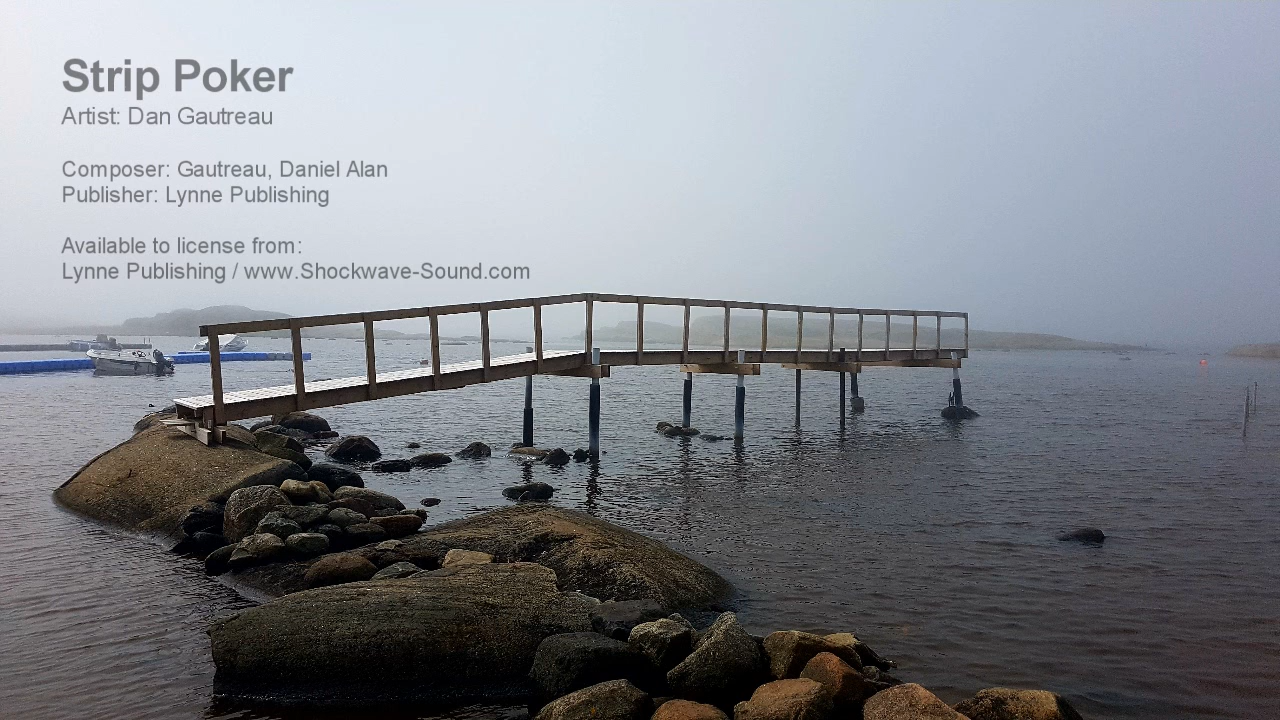 Strip Poker
Artist: Dan Gautreau
Composer: Gautreau, Daniel Alan
Publisher: Lynne Publishing
Available to license from:
Lynne Publishing / www.Shockwave-Sound.com